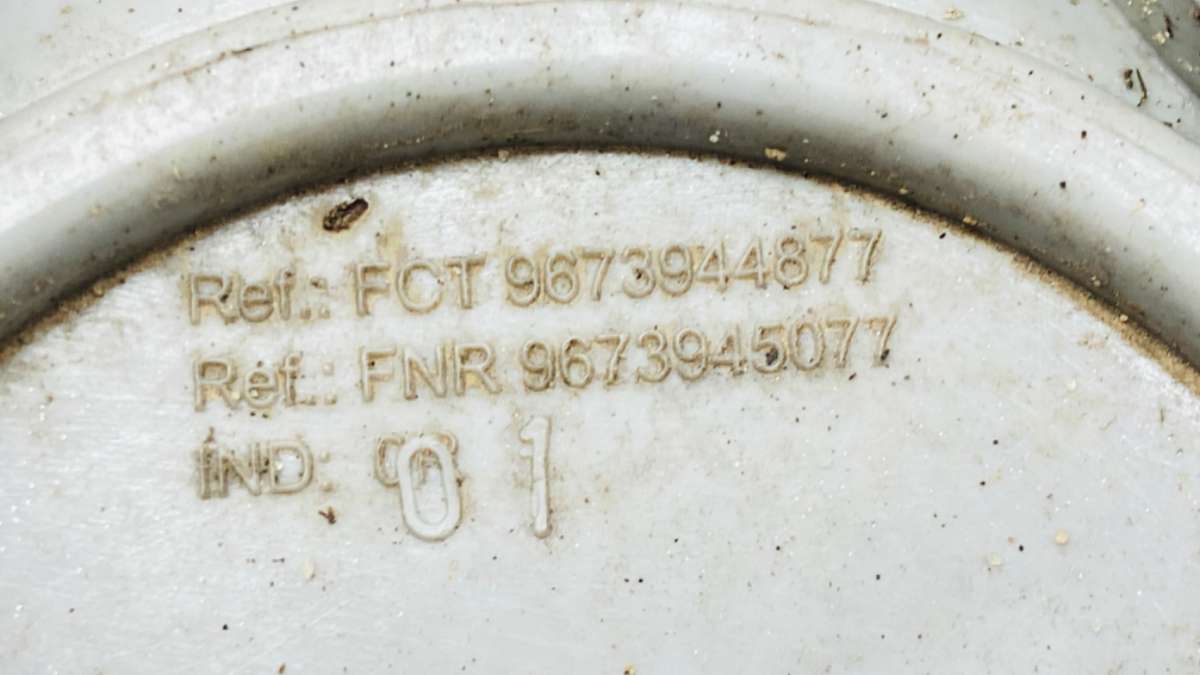 Ref.: FCT 9673944877
Ref.: FNR 9673945077
IND: 01